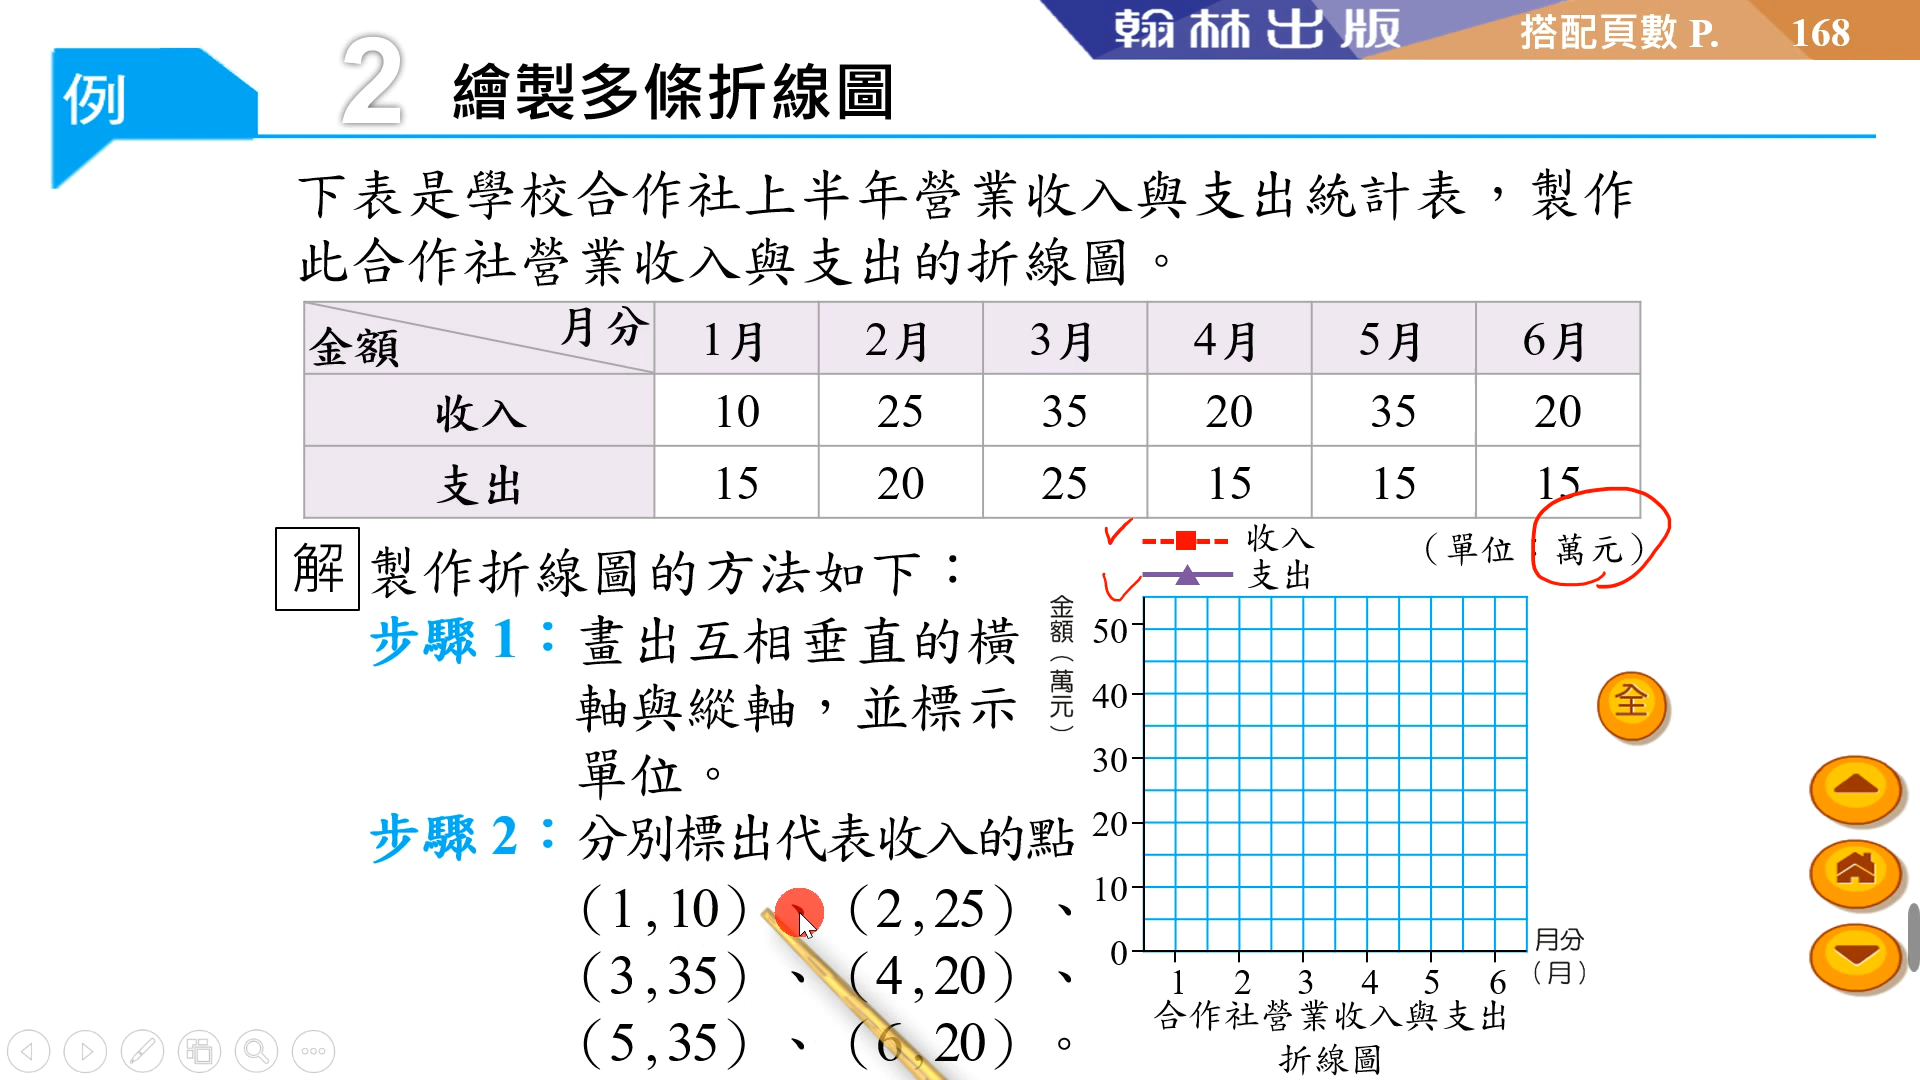 翰林出版
搭配頁數 P. 168
例 2 繪製多條折線圖
下表是學校合作社上半年營業收入與支出統計表，製作
此合作社營業收入與支出的折線圖。
金額 月分 1月 2月 3月 4月 5月 6月
收入 10 25 35 20 35 20
支出 15 20 25 15 15 15
（單位：萬元）
解 製作折線圖的方法如下：
步驟1：畫出互相垂直的橫
軸與縱軸，並標示
單位。
步驟2：分別標出代表收入的點
（1,10）、（2,25）、
（3,35）、（4,20）、
（5,35）、（6,20）。
收入
支出
金額（萬元）
50
40
30
20
10
0
1 2 3 4 5 6
月分
（月）
合作社營業收入與支出
折線圖
全